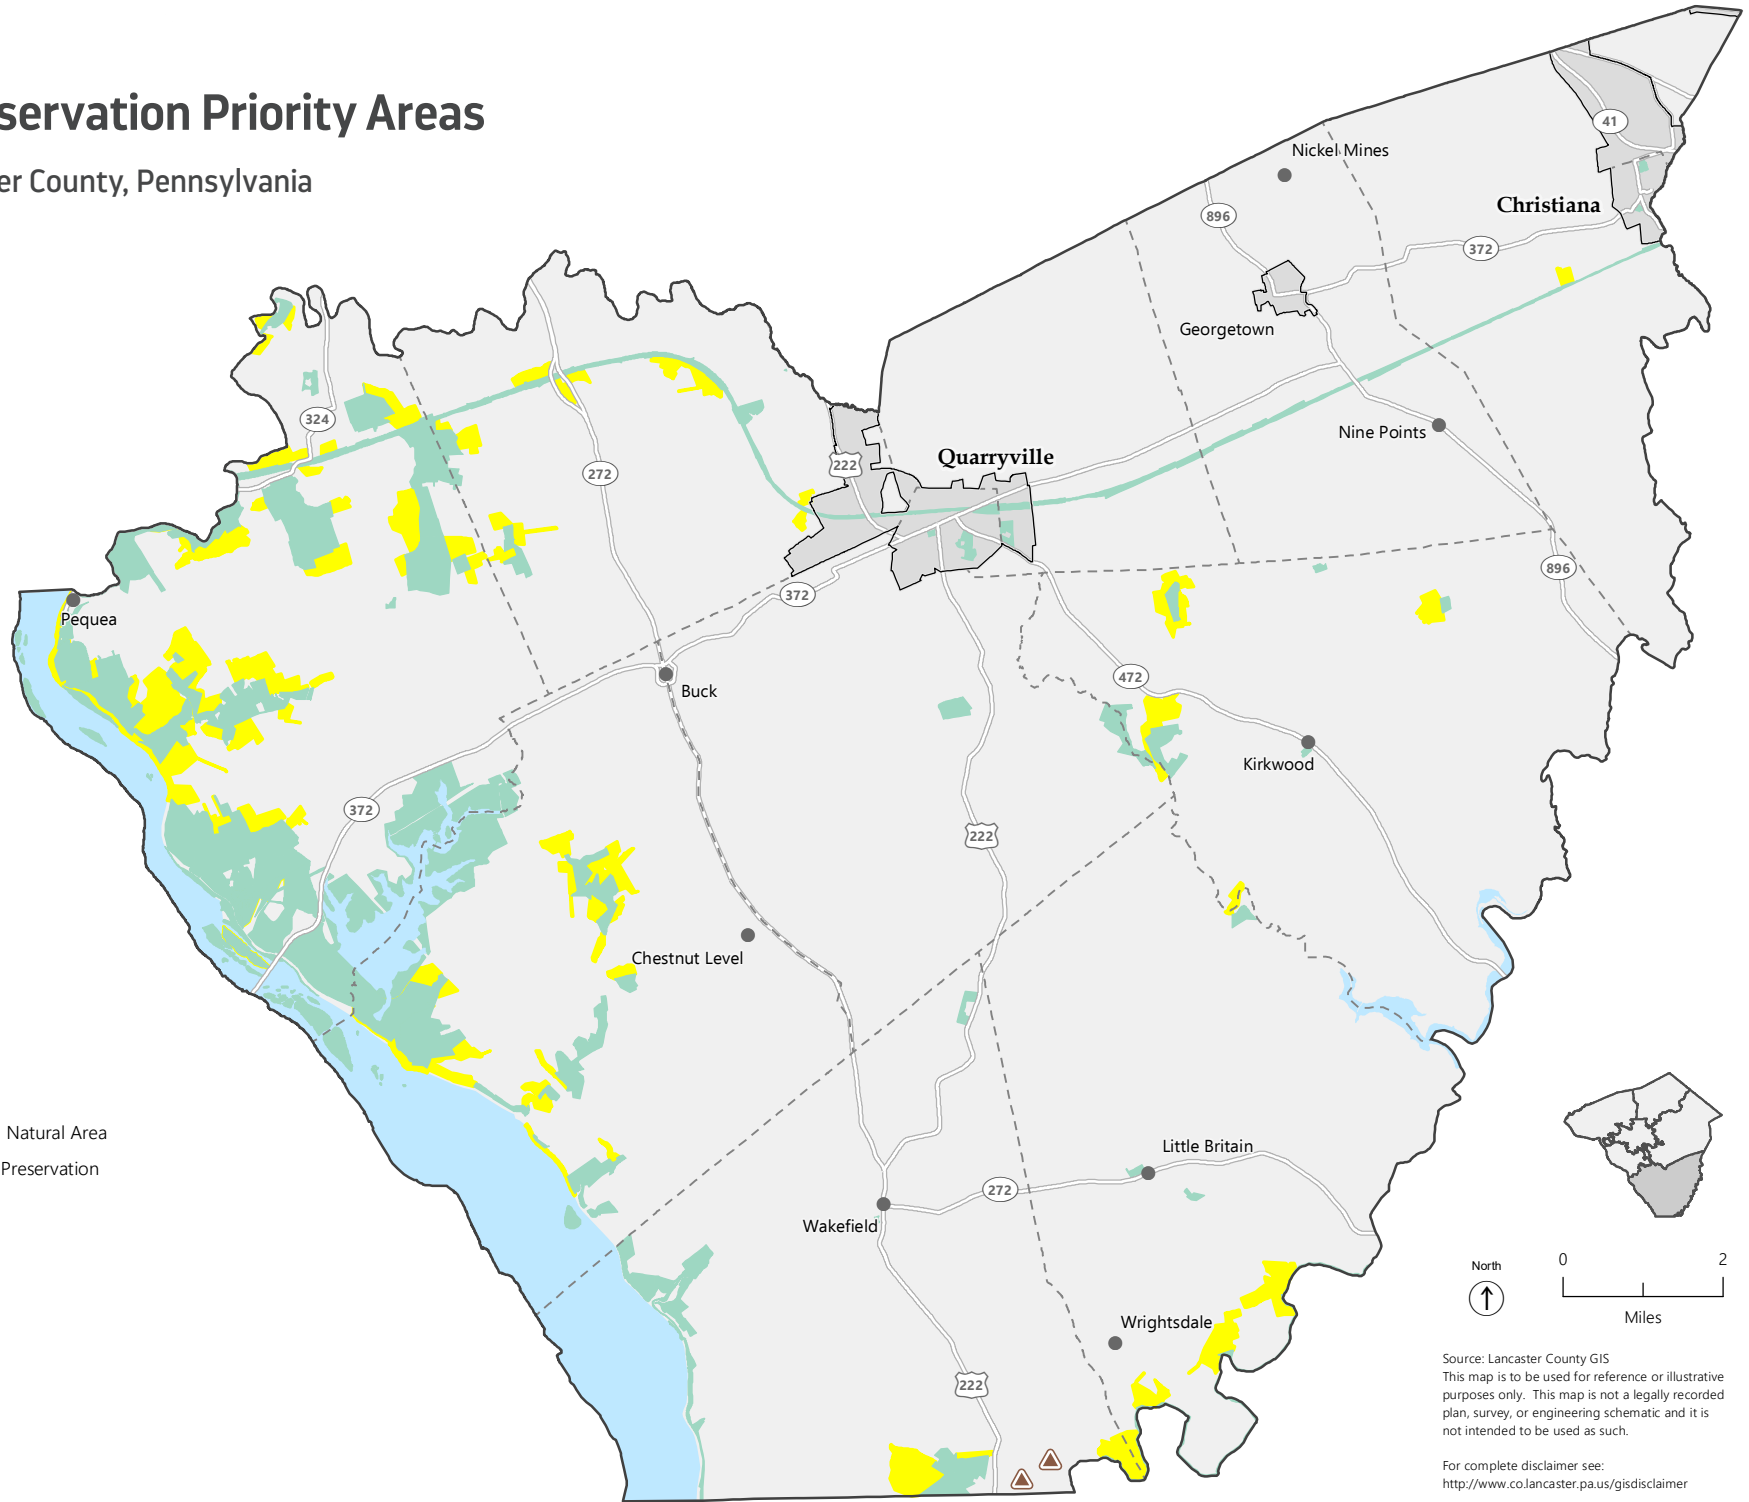 servation Priority Areas
er County, Pennsylvania
41
Nickel Mines
Christiana
896
372
Georgetown
324
Nine Points
Quarryville
222
272
896
372
Pequea
472
Buck
Kirkwood
372
222
Chestnut Level
Natural Area
Little Britain
Preservation
272
Wakefield
0 2
North
Miles
Wrightsdale
222
Source: Lancaster County GIS
This map is to be used for reference or illustrative
purposes only. This map is not a legally recorded
plan, survey, or engineering schematic and it is
not intended to be used as such.
For complete disclaimer see:
http://www.co.lancaster.pa.us/gisdisclaimer